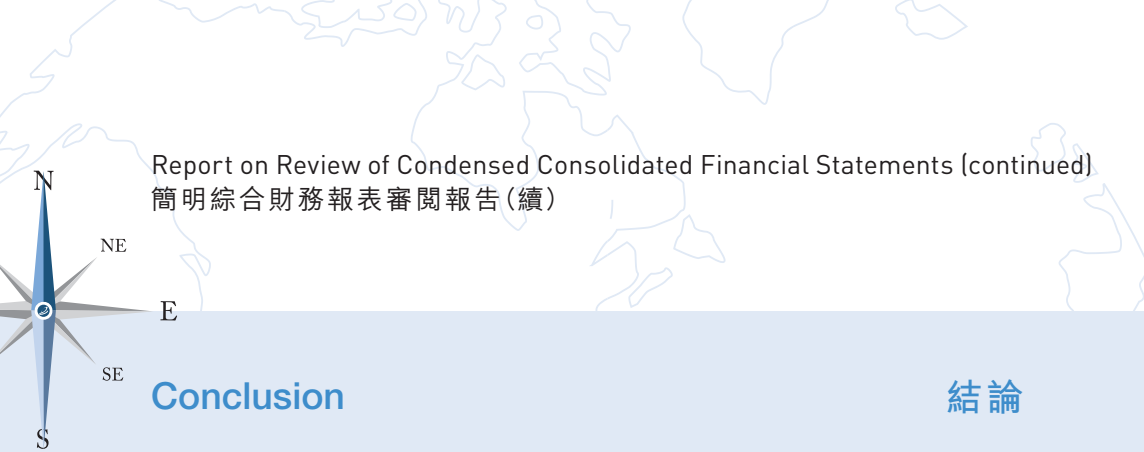 Report on Review of Condensed Consolidated Financial Statements (continued)
簡明綜合財務報表審閱報告(續)
N
NE
E
SE
S
Conclusion
結論